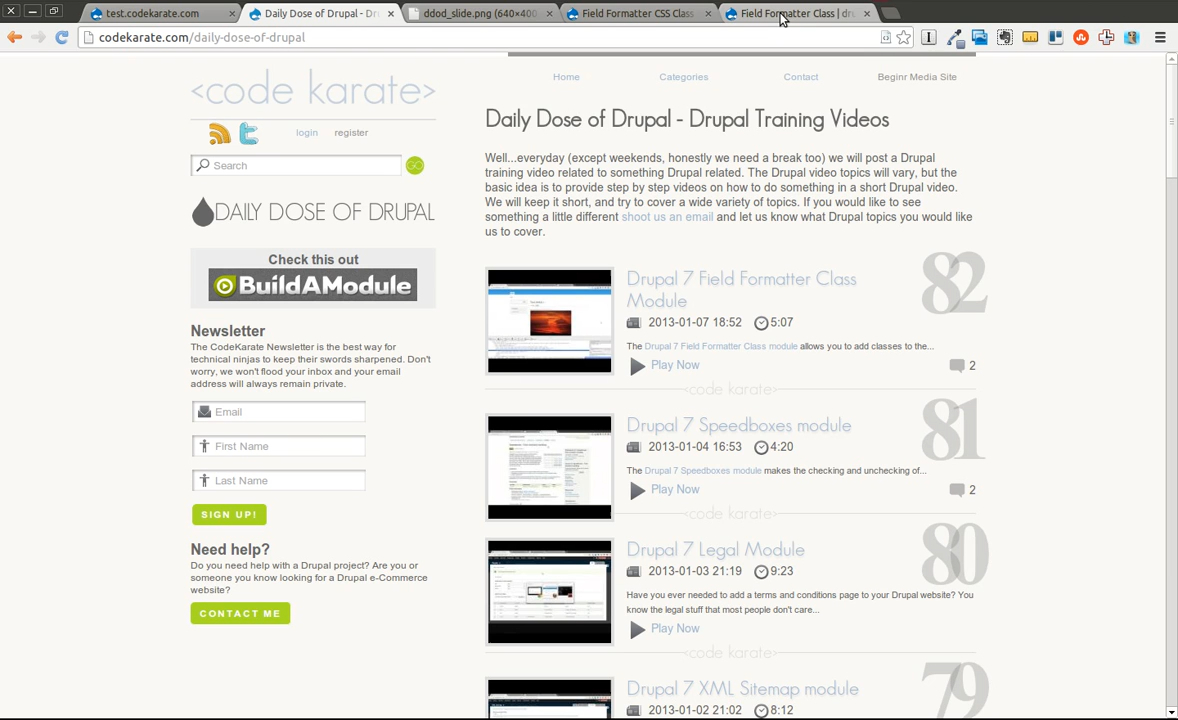 test.codekarate.com
Daily Dose of Drupal - Dr
ddod_slide.png (640×400
Field Formatter CSS Class
Field Formatter Class | dru
codekarate.com/daily-dose-of-drupal
<code karate>
login
register
Search
GO
DAILY DOSE OF DRUPAL
Check this out
BuildAModule
Newsletter
The CodeKarate Newsletter is the best way for
technical ninjas to keep their swords sharpened. Don't
worry, we won't flood your inbox and your email
address will always remain private.
Email
First Name
Last Name
SIGN UP!
Need help?
Do you need help with a Drupal project? Are you or
someone you know looking for a Drupal e-Commerce
website?
CONTACT ME
Home
Categories
Contact
Beginr Media Site
Daily Dose of Drupal - Drupal Training Videos
Well...everyday (except weekends, honestly we need a break too) we will post a Drupal
training video related to something Drupal related. The Drupal video topics will vary, but the
basic idea is to provide step by step videos on how to do something in a short Drupal video.
We will keep it short, and try to cover a wide variety of topics. If you would like to see
something a little different shoot us an email and let us know what Drupal topics you would like
us to cover.
Drupal 7 Field Formatter Class
Module
82
2013-01-07 18:52 5:07
The Drupal 7 Field Formatter Class module allows you to add classes to the...
Play Now
2
<code karate>
Drupal 7 Speedboxes module
81
2013-01-04 16:53 4:20
The Drupal 7 Speedboxes module makes the checking and unchecking of...
Play Now
2
<code karate>
Drupal 7 Legal Module
80
2013-01-03 21:19 9:23
Have you ever needed to add a terms and conditions page to your Drupal website? You
know the legal stuff that most people don't care...
Play Now
<code karate>
Drupal 7 XML Sitemap module
79
2013-01-02 21:02 8:12